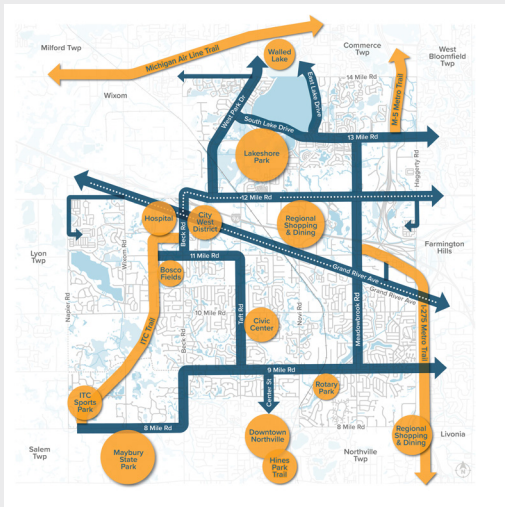 Milford Twp
Michigan Air Line Trail
Walled
Lake
Commerce
Twp
West
Bloomfield
Twp
Wixom
14 Mile Rd
M-5 Metro Trail
West Park Dr
East Lake Drive
South Lake Drive
13 Mile Rd
Lakeshore
Park
Haggerty Rd
12 Mile Rd
Hospital
City
West
District
Beck Rd
Regional
Shopping
& Dining
Lyon
Twp
Wixom Rd
11 Mile Rd
Farmington
Hills
Bosco
Fields
Grand River Ave
Grand River Ave
Napier Rd
ITC Trail
10 Mile Rd
Beck Rd
Taft Rd
Civic
Center
Novi Rd
Meadowbrook Rd
I-275 Metro Trail
9 Mile Rd
Center St
Rotary
Park
ITC
Sports
Park
8 Mile Rd
8 Mile Rd
Maybury
State
Park
Downtown
Northville
Hines
Park
Trail
Regional
Shopping
& Dining
Livonia
Salem
Twp
Northville
Twp
N